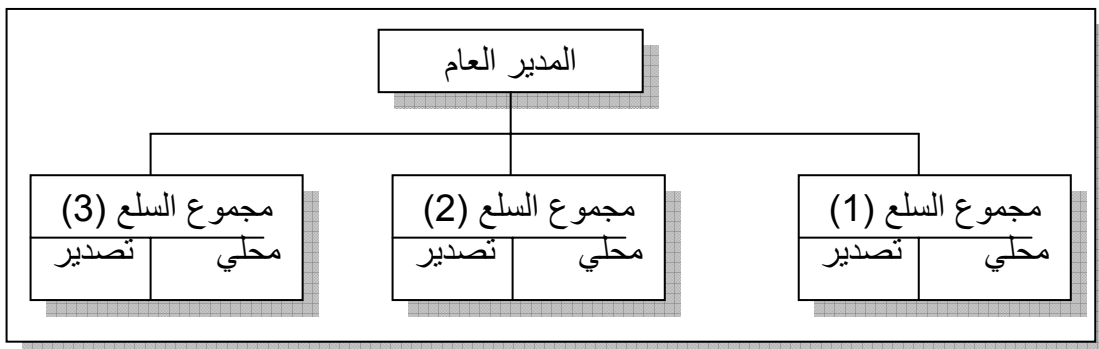 المدير العام
مجموع السلع (1)
محلي تصدير
مجموع السلع (2)
محلي تصدير
مجموع السلع (3)
محلي تصدير